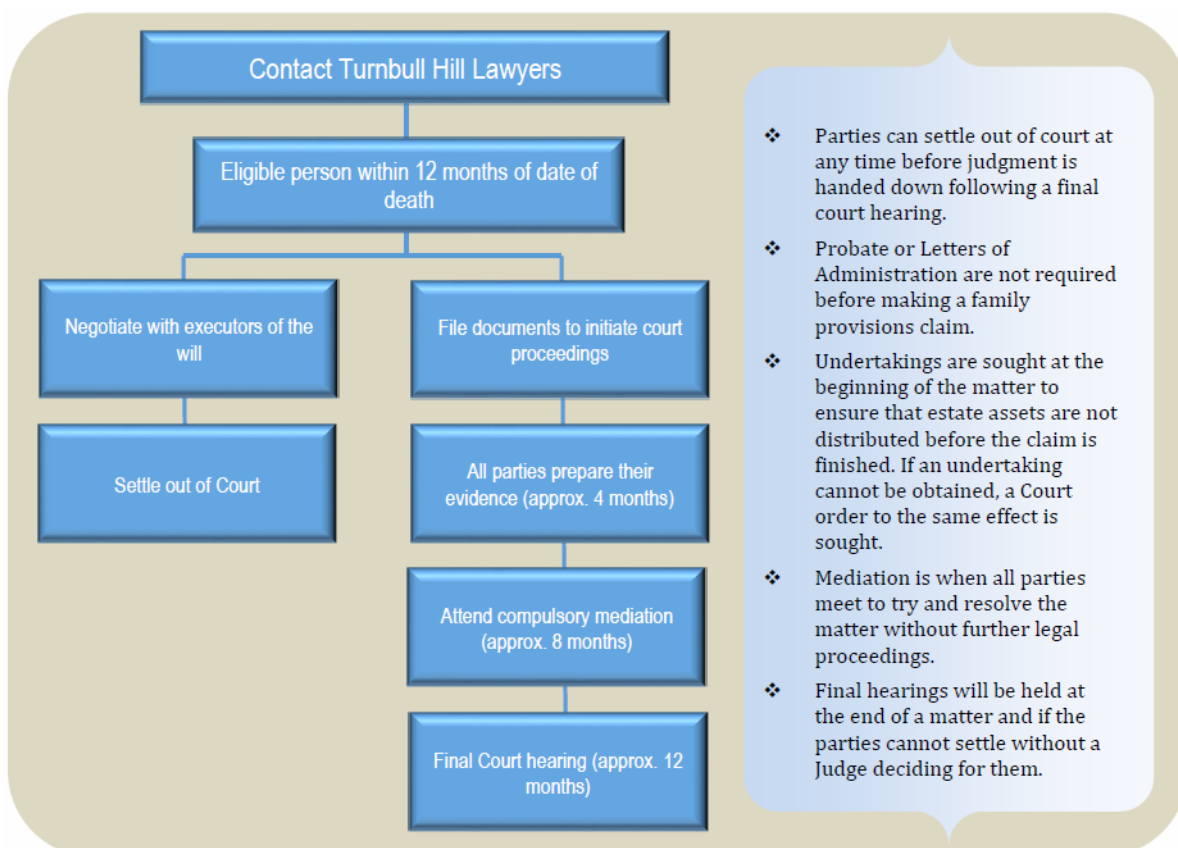 Contact Turnbull Hill Lawyers
Eligible person within 12 months of date of
death
Negotiate with executors of the
will
Settle out of Court
File documents to initiate court
proceedings
All parties prepare their
evidence (approx. 4 months)
Attend compulsory mediation
(approx. 8 months)
Final Court hearing (approx. 12
months)
❖ Parties can settle out of court at
any time before judgment is
handed down following a final
court hearing.
❖ Probate or Letters of
Administration are not required
before making a family
provisions claim.
❖ Undertakings are sought at the
beginning of the matter to
ensure that estate assets are not
distributed before the claim is
finished. If an undertaking
cannot be obtained, a Court
order to the same effect is
sought.
❖ Mediation is when all parties
meet to try and resolve the
matter without further legal
proceedings.
❖ Final hearings will be held at
the end of a matter and if the
parties cannot settle without a
Judge deciding for them.